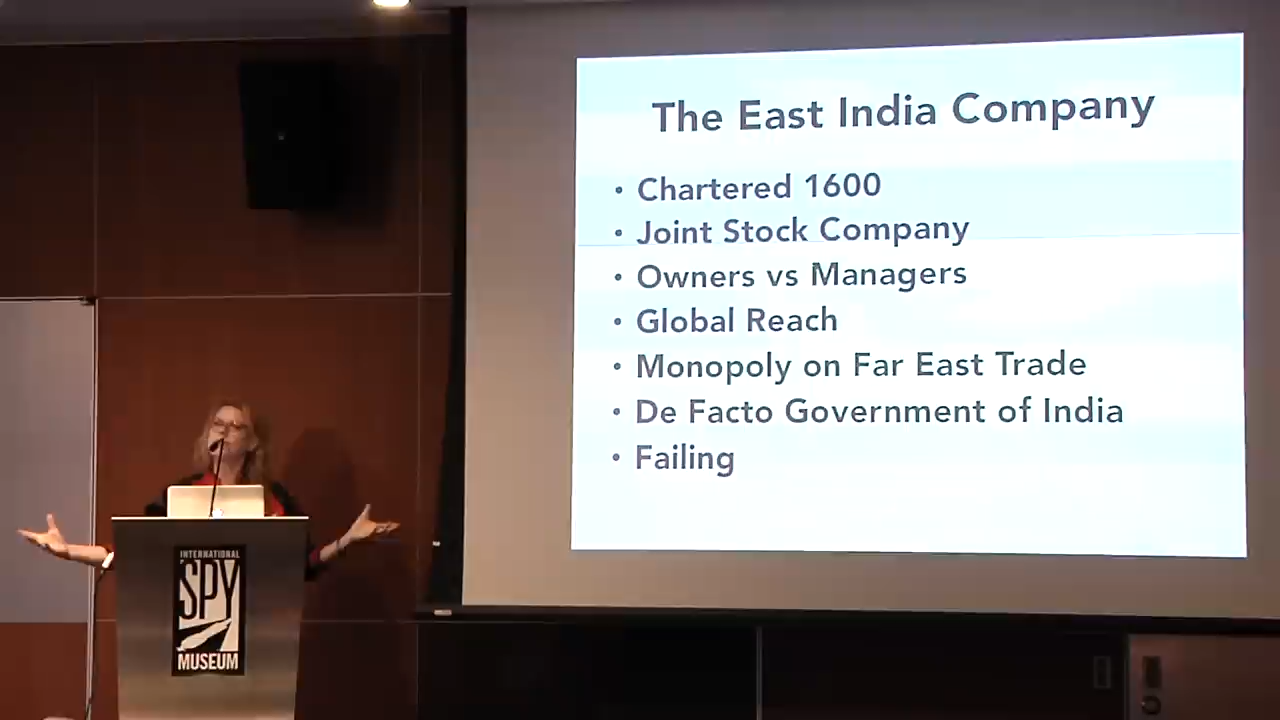 The East India Company
• Chartered 1600
• Joint Stock Company
• Owners vs Managers
• Global Reach
• Monopoly on Far East Trade
• De Facto Government of India
• Failing
INTERNATIONAL
SPY
MUSEUM